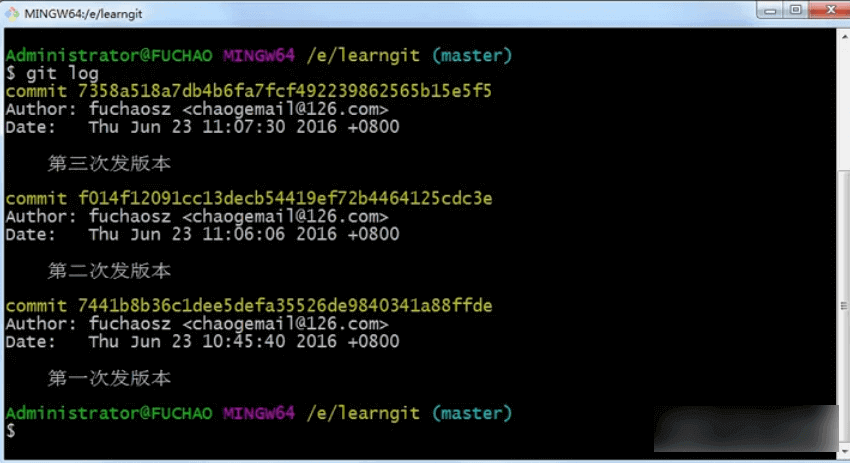 MINGW64:/e/learngit
Administrator@FUCHAO MINGW64 /e/learngit (master)
$ git log
commit 7358a518a7db4b6fa7fcf492239862565b15e5f5
Author: fuchaosz <chaogemail@126.com>
Date:   Thu Jun 23 11:07:30 2016 +0800
第三次发版本
commit f014f12091cc13decb54419ef72b4464125cdc3e
Author: fuchaosz <chaogemail@126.com>
Date:   Thu Jun 23 11:06:06 2016 +0800
第二次发版本
commit 7441b8b36c1dee5defa35526de9840341a88ffde
Author: fuchaosz <chaogemail@126.com>
Date:   Thu Jun 23 10:45:40 2016 +0800
第一次发版本
Administrator@FUCHAO MINGW64 /e/learngit (master)
$